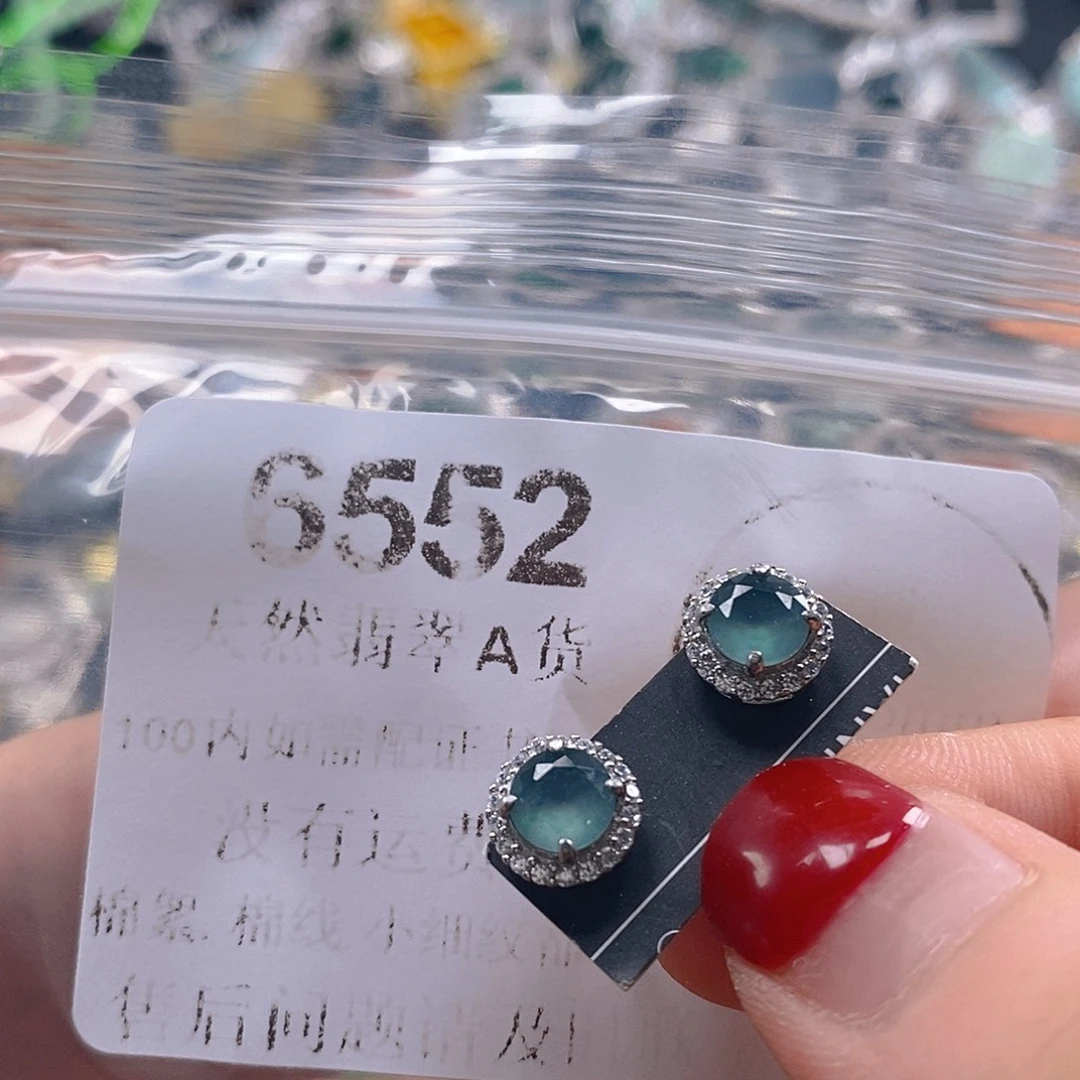 6552
天然翡翠A货
100内如需配证
没有运费
棉絮. 棉线 小细纹
售后问题请及